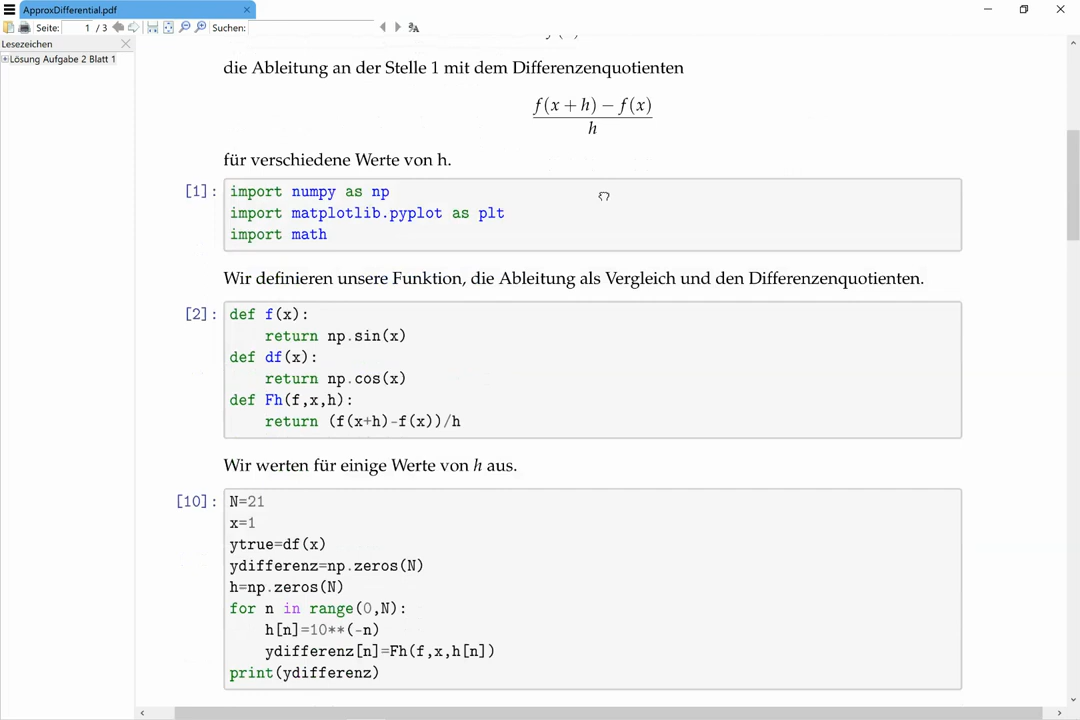 ApproxDifferential.pdf
Seite: 1 / 3 Suchen:
Lesezeichen
Lösung Aufgabe 2 Blatt 1
die Ableitung an der Stelle 1 mit dem Differenzenquotienten
f(x + h) − f(x)
h
für verschiedene Werte von h.
[1]: import numpy as np
import matplotlib.pyplot as plt
import math
Wir definieren unsere Funktion, die Ableitung als Vergleich und den Differenzenquotienten.
[2]: def f(x):
return np.sin(x)
def df(x):
return np.cos(x)
def Fh(f,x,h):
return (f(x+h)-f(x))/h
Wir werten für einige Werte von h aus.
[10]: N=21
x=1
ytrue=df(x)
ydifferenz=np.zeros(N)
h=np.zeros(N)
for n in range(0,N):
h[n]=10**(-n)
ydifferenz[n]=Fh(f,x,h[n])
print(ydifferenz)